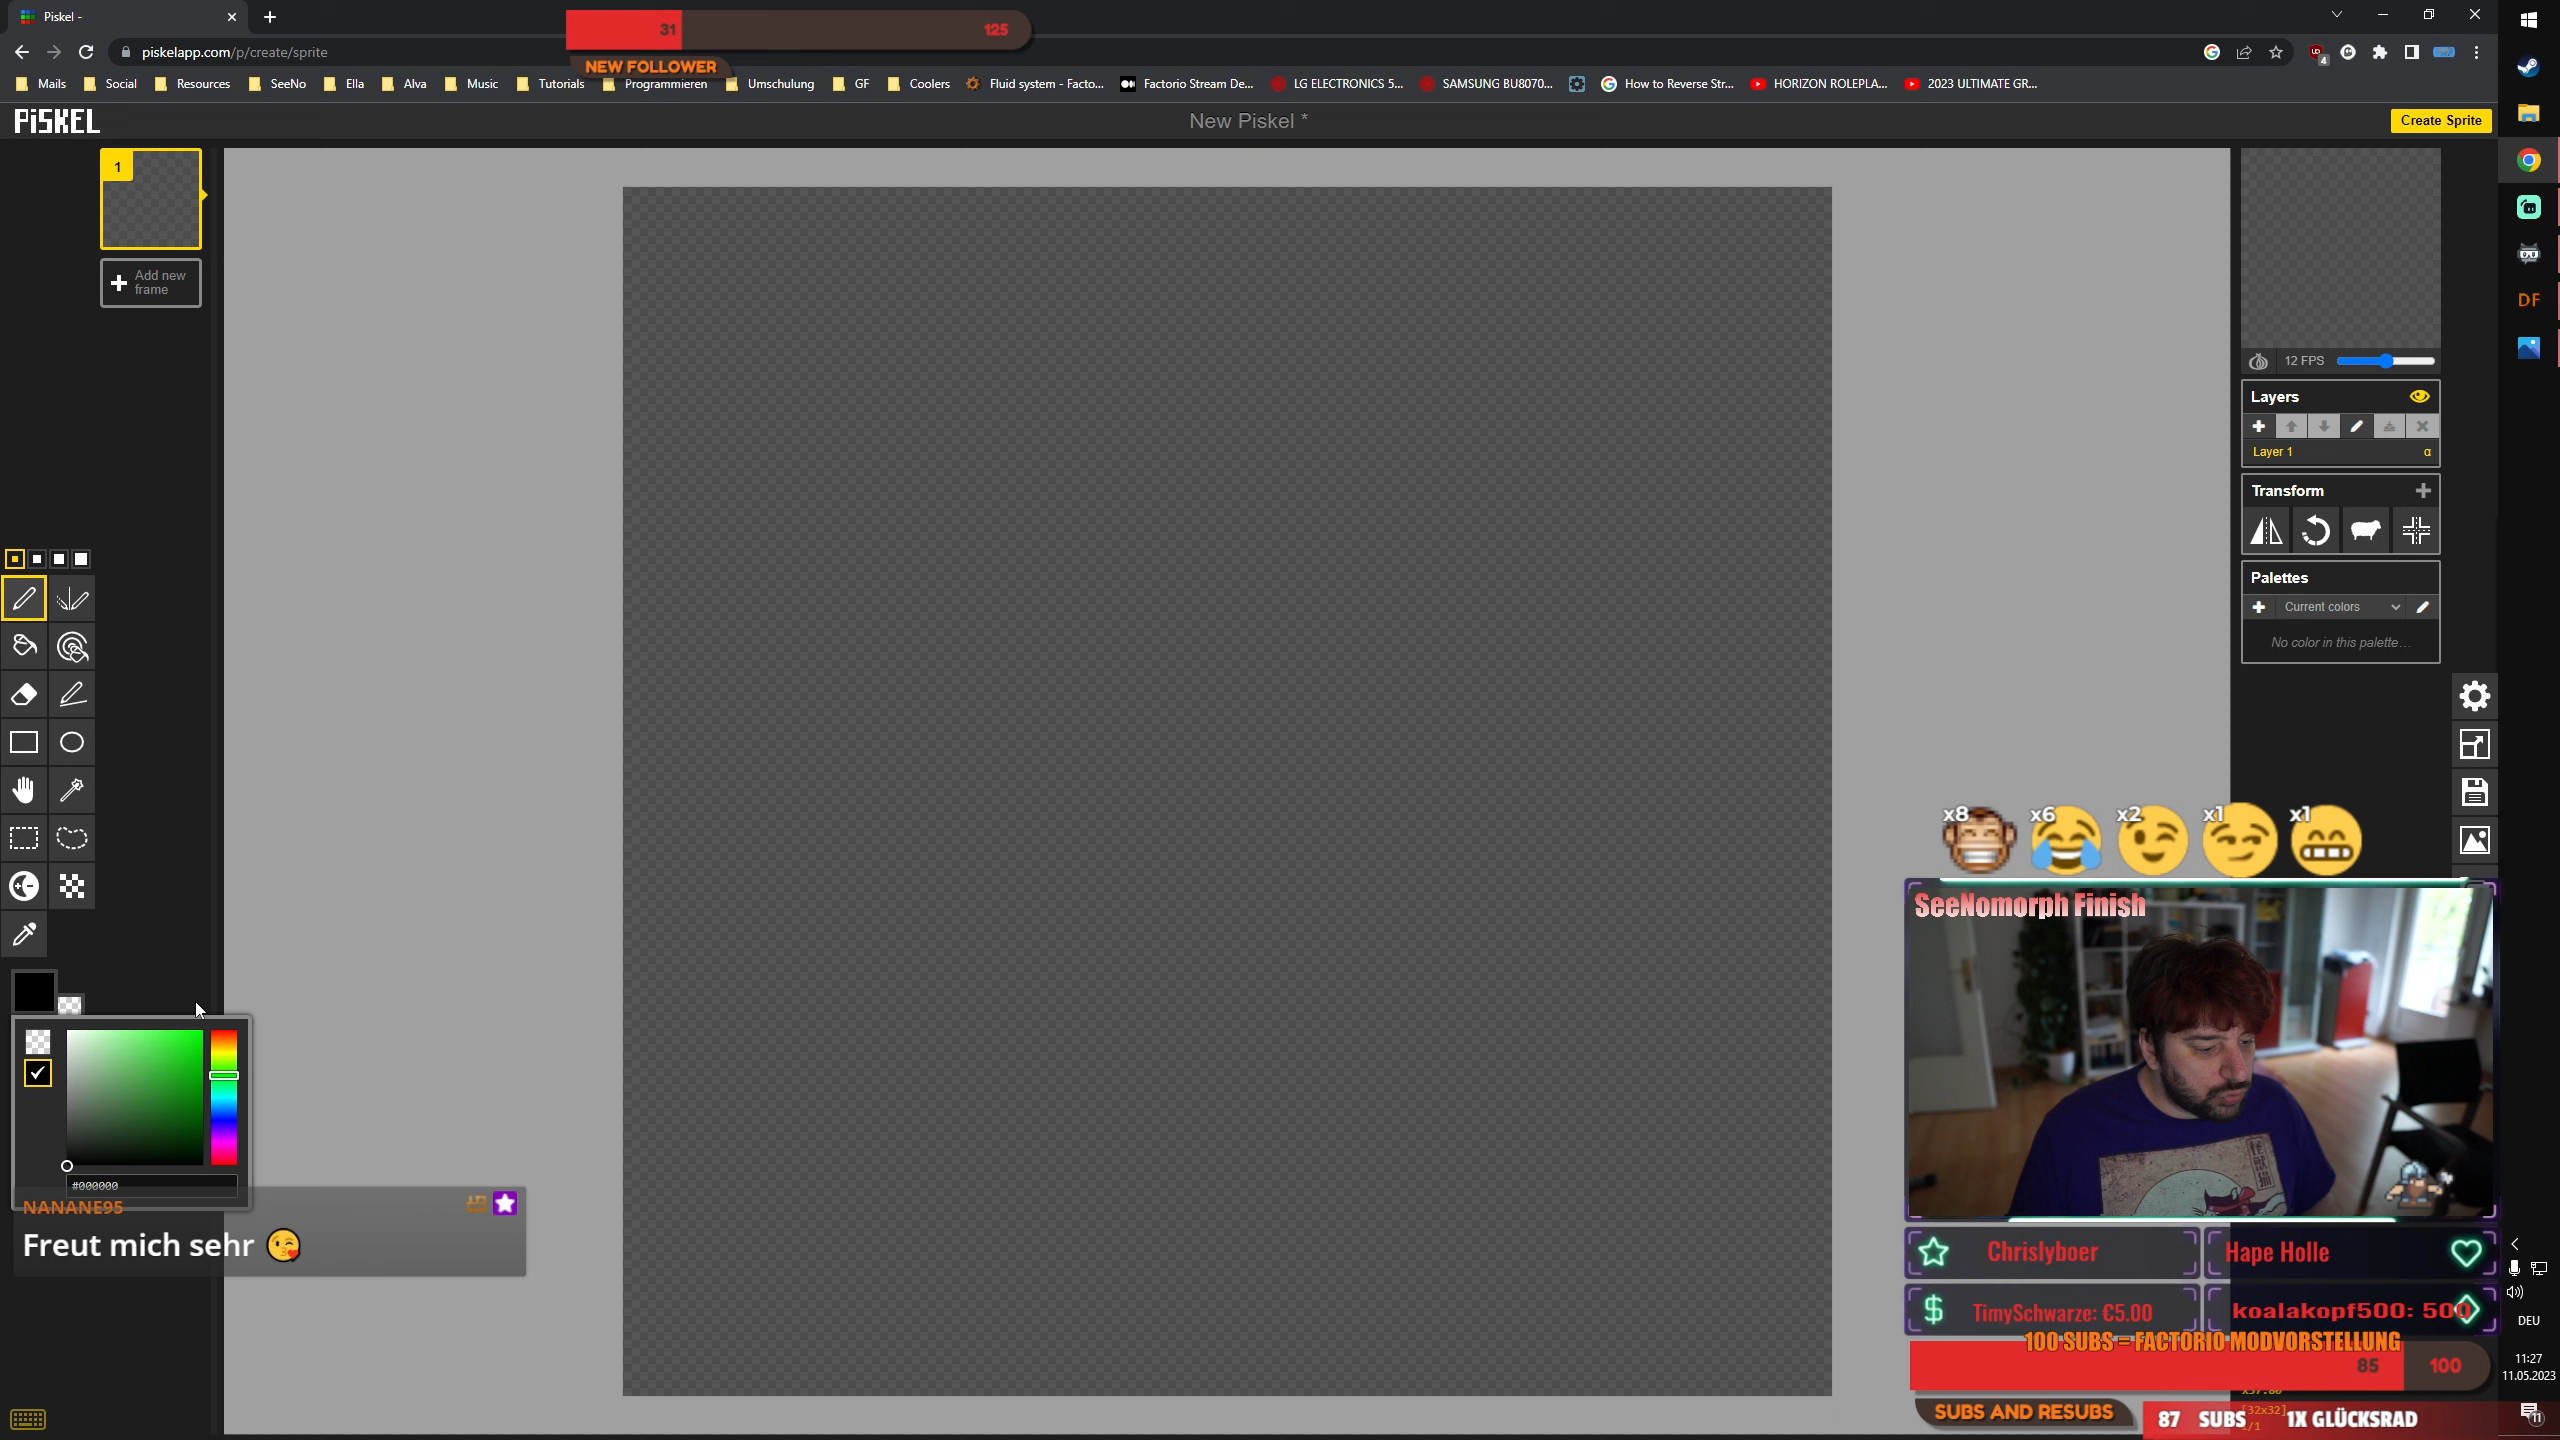 Piskel -
31
125
piskelapp.com/p/create/sprite
NEW FOLLOWER
Mails
Social
Resources
SeeNo
Ella
Alva
Music
Tutorials
Programmieren
Umschulung
GF
Coolers
Fluid system - Facto...
Factorio Stream De...
LG ELECTRONICS 5...
SAMSUNG BU8070...
How to Reverse Str...
HORIZON ROLEPLA...
2023 ULTIMATE GR...
PiSKEL
New Piskel *
Create Sprite
1
Add new
frame
12 FPS
Layers
Layer 1
α
Transform
Palettes
Current colors
No color in this palette...
DF
x8
x6
x2
x1
x1
SeeNomorph Finish
#000000
NANANE95
Freut mich sehr
Chrislyboer
Hape Holle
TimySchwarze: €5.00
koalakopf500: 500
100 SUBS = FACTORIO MODVORSTELLUNG
85
100
SUBS AND RESUBS
87 SUBS
[32x32]
1/1
1X GLÜCKSRAD
DEU
11:27
11.05.2023
11